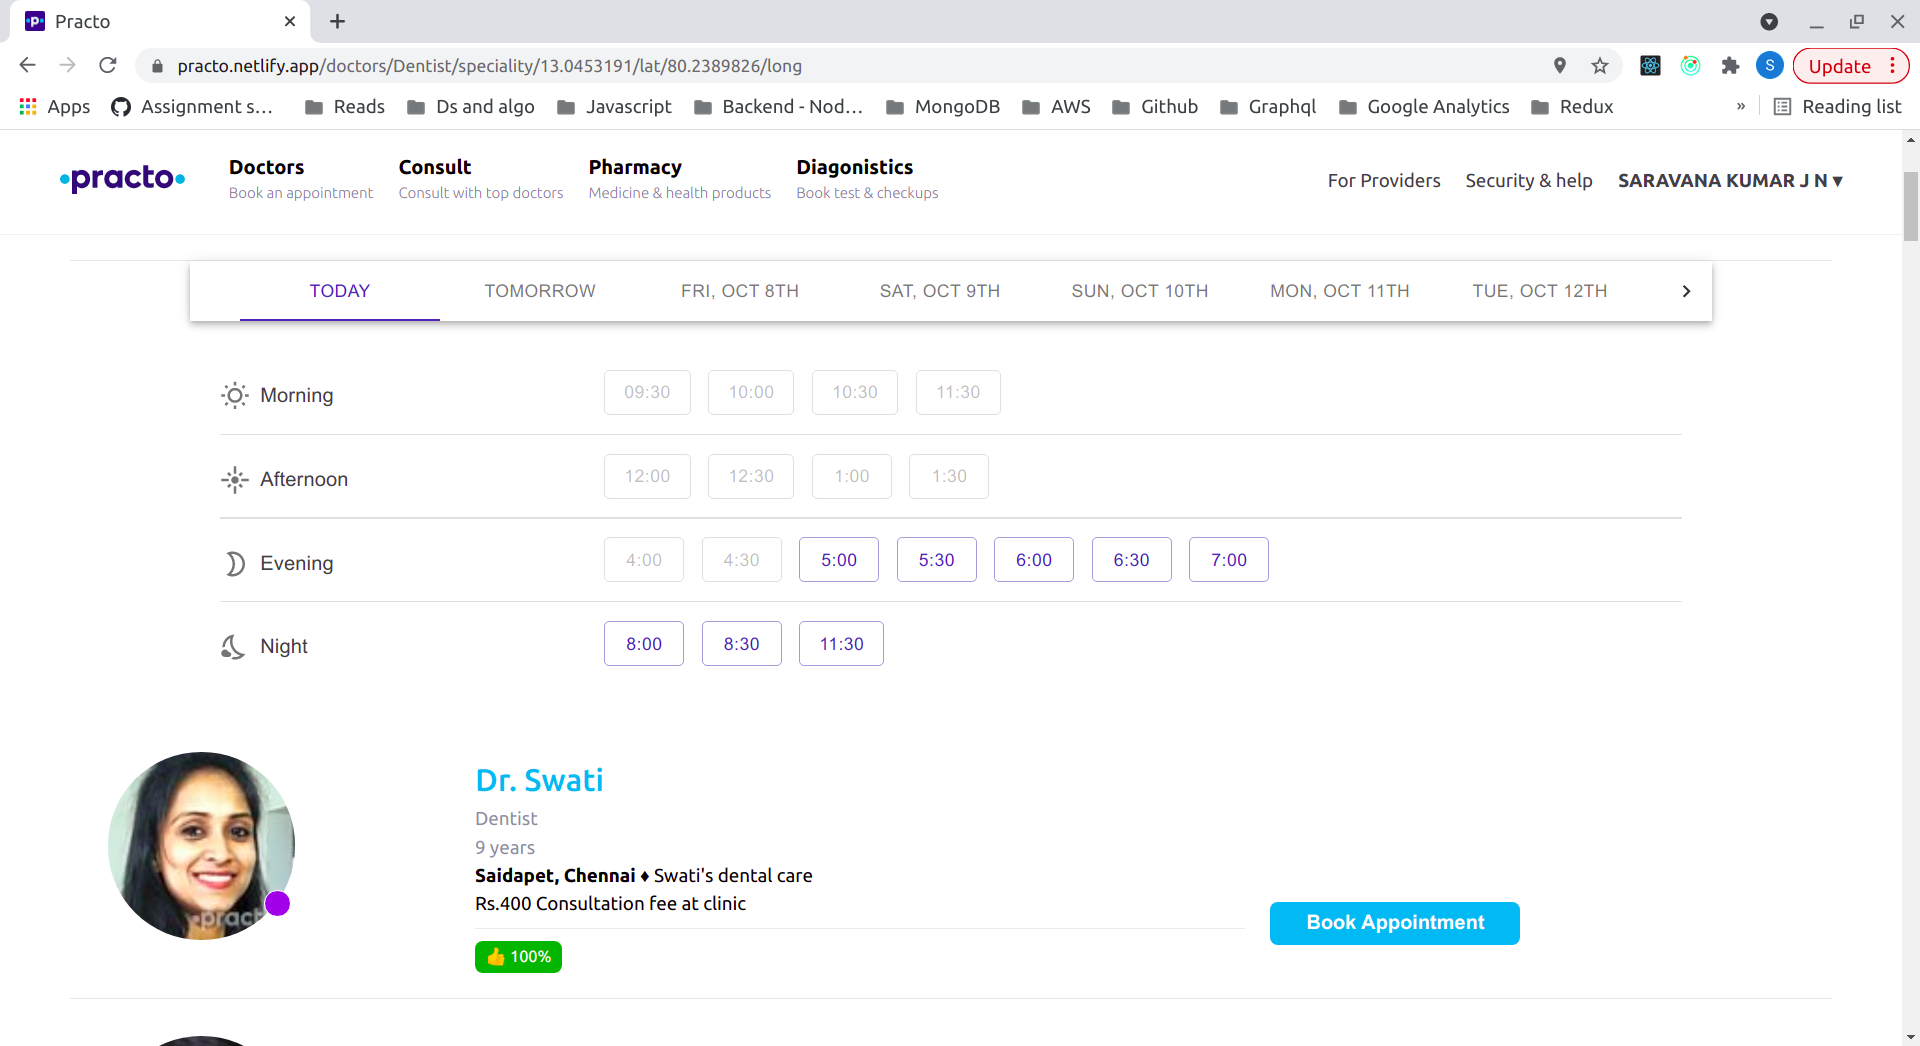 Practo
practo.netlify.app/doctors/Dentist/speciality/13.0453191/lat/80.2389826/long
S
Update
Apps
Assignment s...
Reads
Ds and algo
Javascript
Backend - Nod...
MongoDB
AWS
Github
Graphql
Google Analytics
Redux
»
Reading list
practo
Doctors
Book an appointment
Consult
Consult with top doctors
Pharmacy
Medicine & health products
Diagonistics
Book test & checkups
For Providers
Security & help
SARAVANA KUMAR J N ▾
TODAY
TOMORROW
FRI, OCT 8TH
SAT, OCT 9TH
SUN, OCT 10TH
MON, OCT 11TH
TUE, OCT 12TH
Morning
09:30
10:00
10:30
11:30
Afternoon
12:00
12:30
1:00
1:30
Evening
4:00
4:30
5:00
5:30
6:00
6:30
7:00
Night
8:00
8:30
11:30
Dr. Swati
Dentist
9 years
Saidapet, Chennai ♦ Swati's dental care
Rs.400 Consultation fee at clinic
👍 100%
Book Appointment